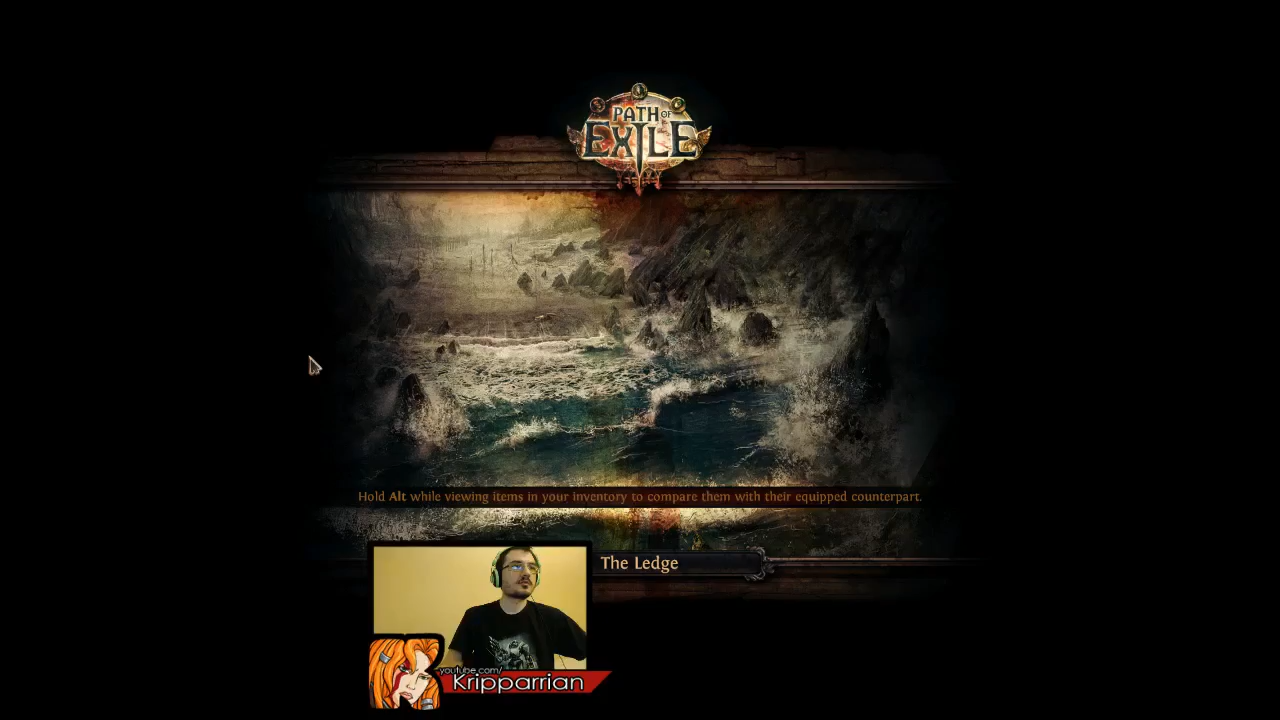 PATH OF
EXILE
Hold Alt while viewing items in your inventory to compare them with their equipped counterpart.
The Ledge
youtube.com/
Kripparrian